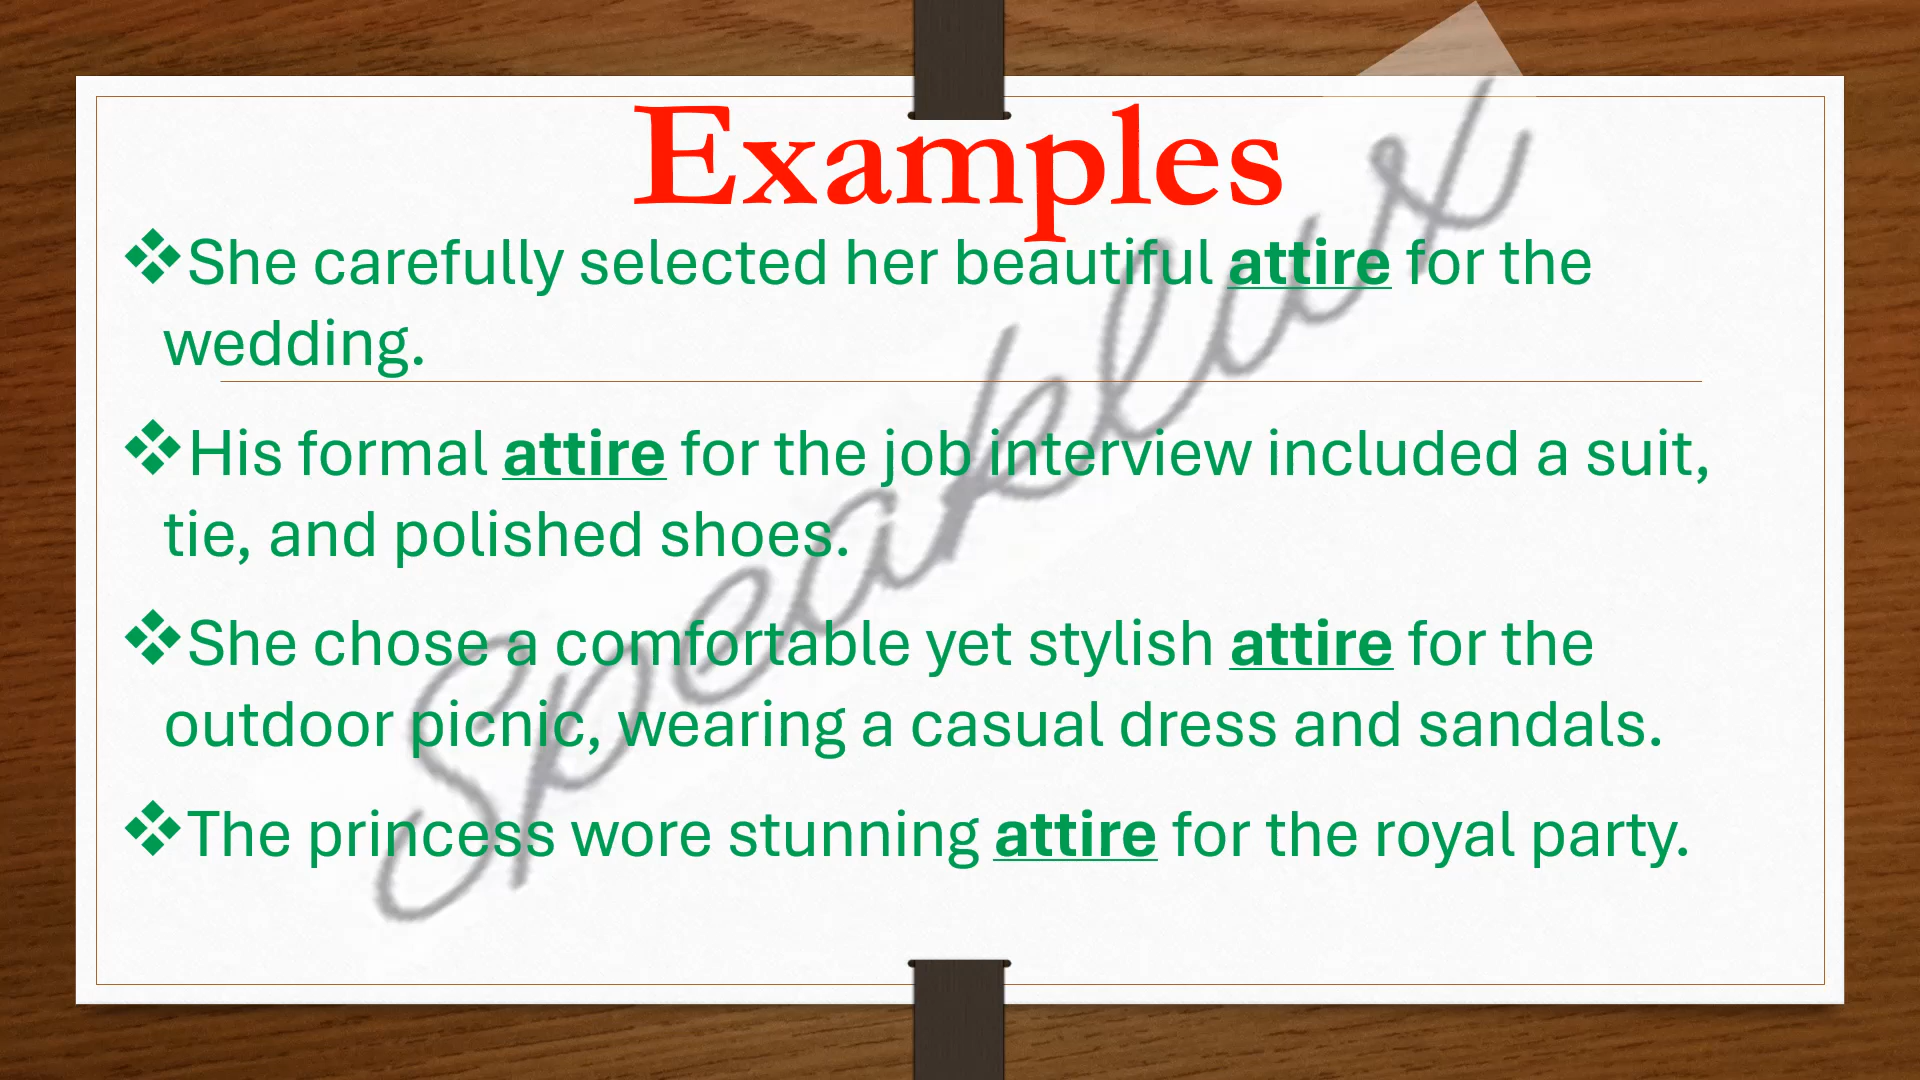 Examples
❖She carefully selected her beautiful attire for the
wedding.
❖His formal attire for the job interview included a suit,
tie, and polished shoes.
❖She chose a comfortable yet stylish attire for the
outdoor picnic, wearing a casual dress and sandals.
❖The princess wore stunning attire for the royal party.
Speaklux